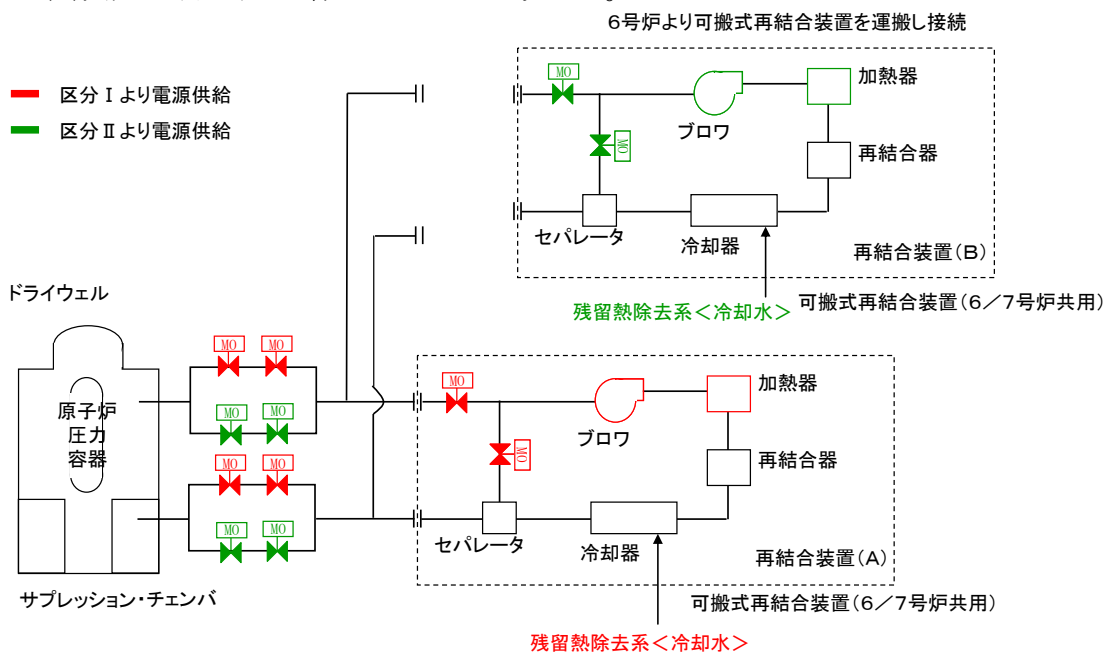 6号炉より可搬式再結合装置を運搬し接続
区分Ⅰより電源供給
区分Ⅱより電源供給
MO
加熱器
ブロワ
MO
再結合器
セパレータ
冷却器
再結合装置(B)
残留熱除去系<冷却水>
可搬式再結合装置(6/7号炉共用)
ドライウェル
MO
MO
MO
加熱器
原子炉
圧力
容器
MO
MO
ブロワ
MO
再結合器
MO
MO
MO
MO
セパレータ
冷却器
再結合装置(A)
サプレッション・チェンバ
可搬式再結合装置(6/7号炉共用)
残留熱除去系<冷却水>